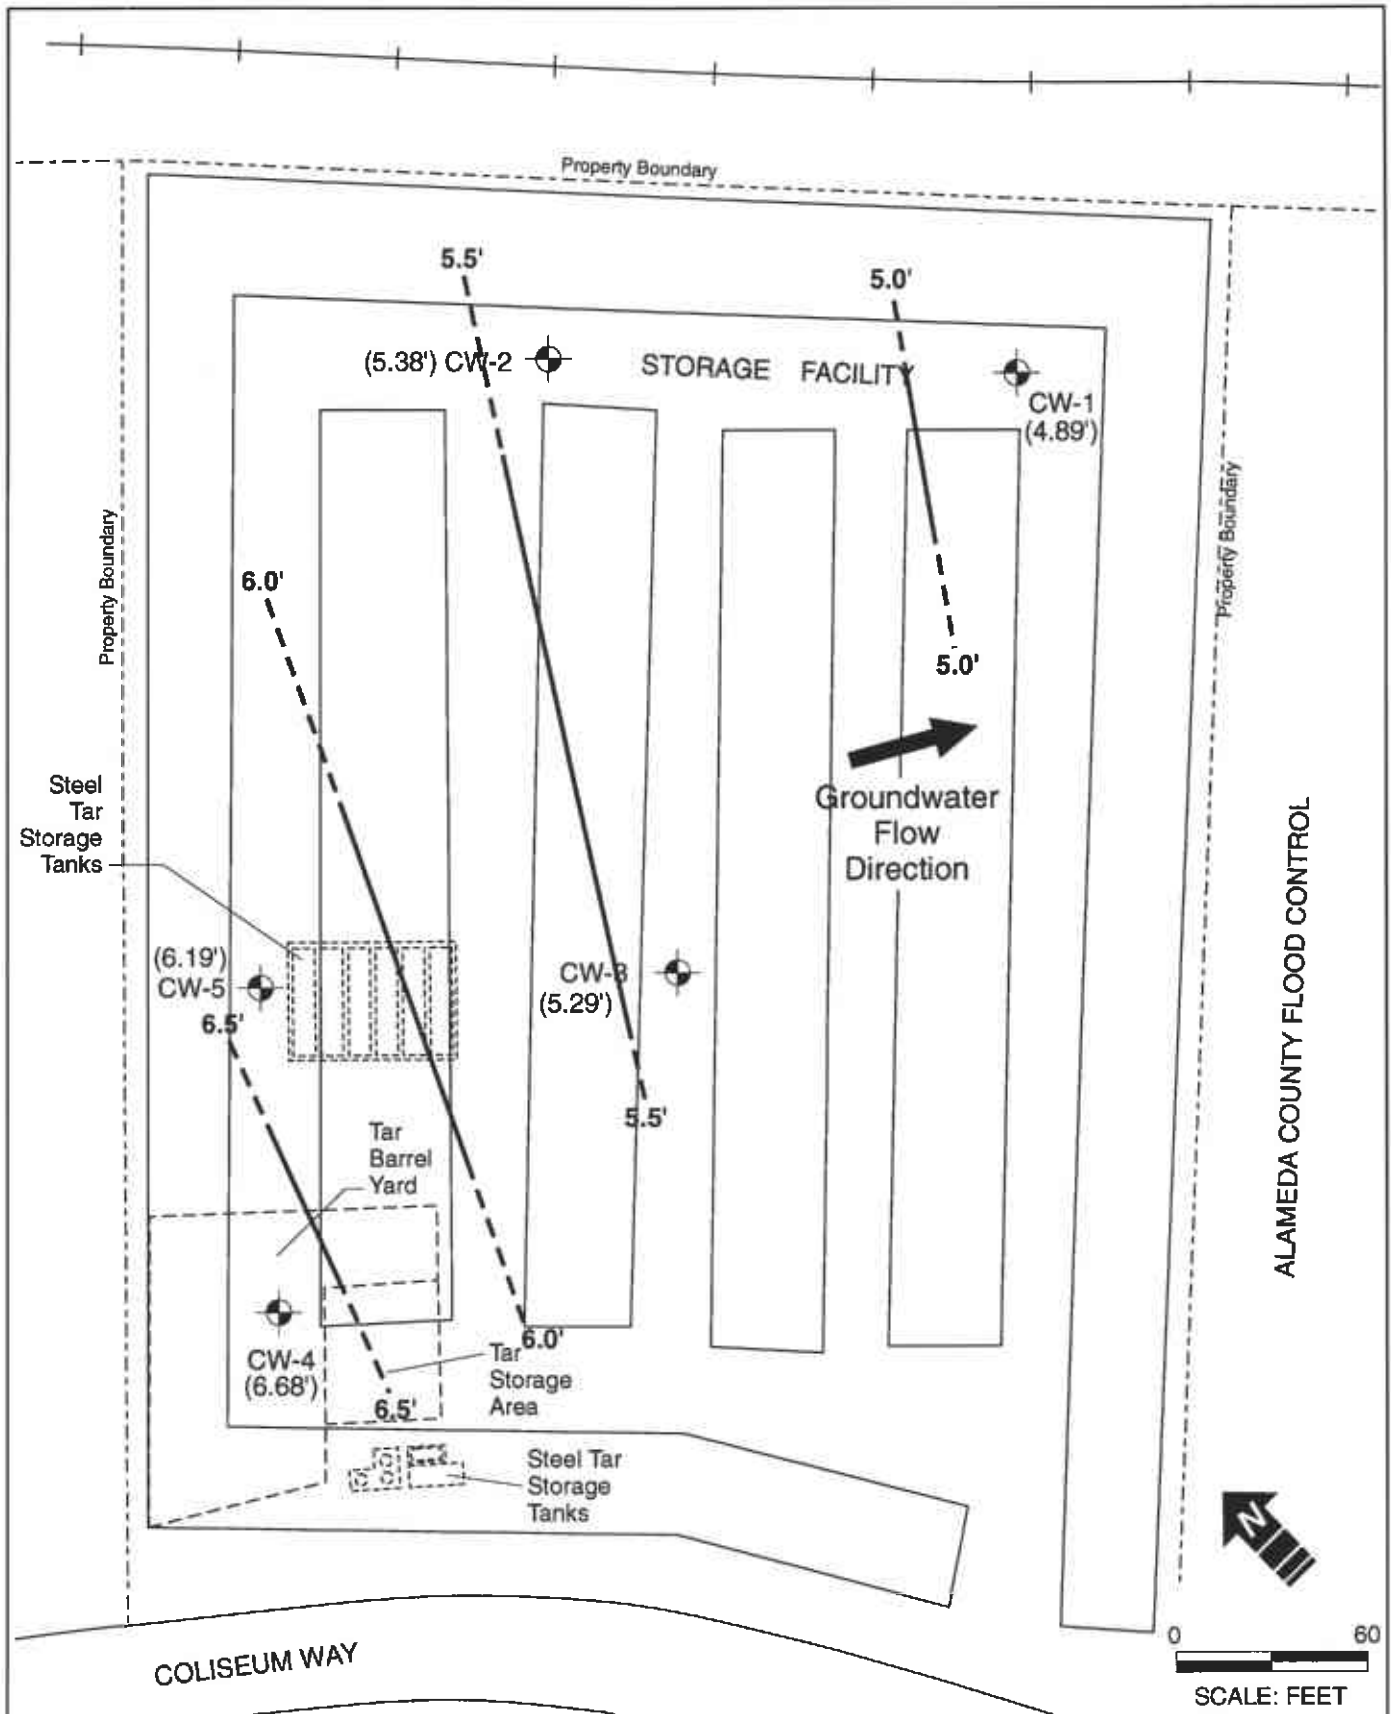 Property Boundary
5.5'
5.0'
(5.38') CW-2
STORAGE FACILITY
CW-1
(4.89')
Property Boundary
Property Boundary
6.0'
5.0'
Steel
Tar
Storage
Tanks
Groundwater
Flow
Direction
(6.19')
CW-5
CW-3
(5.29')
6.5'
5.5'
Tar
Barrel
Yard
ALAMEDA COUNTY FLOOD CONTROL
CW-4
(6.68')
6.0'
Tar
Storage
Area
6.5'
Steel Tar
Storage
Tanks
N
COLISEUM WAY
0 60
SCALE: FEET